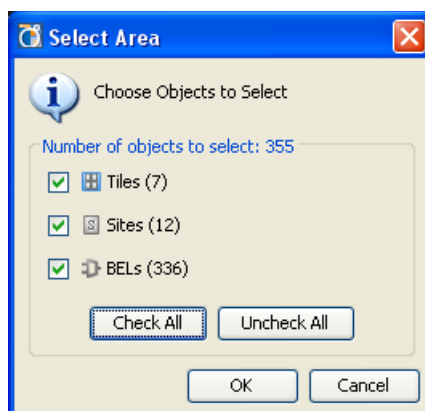 Select Area
Choose Objects to Select
Number of objects to select: 355
Tiles (7)
S Sites (12)
BELs (336)
Check All Uncheck All
OK Cancel